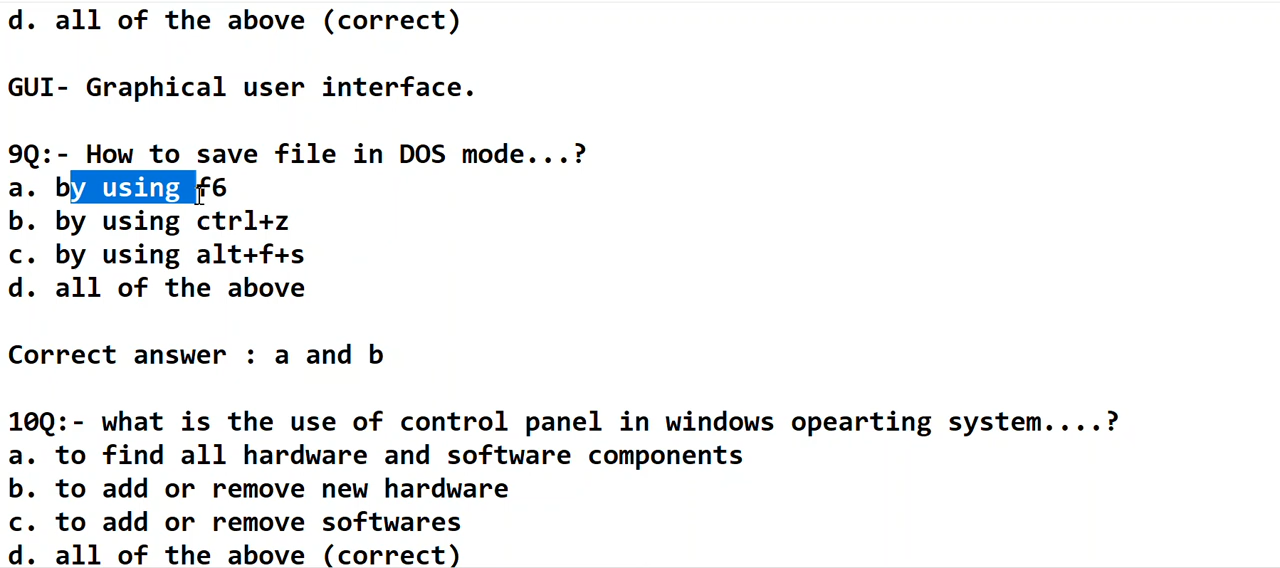 d. all of the above (correct)
GUI- Graphical user interface.
9Q:- How to save file in DOS mode...?
a. by using f6
b. by using ctrl+z
c. by using alt+f+s
d. all of the above
Correct answer : a and b
10Q:- what is the use of control panel in windows opearting system....?
a. to find all hardware and software components
b. to add or remove new hardware
c. to add or remove softwares
d. all of the above (correct)